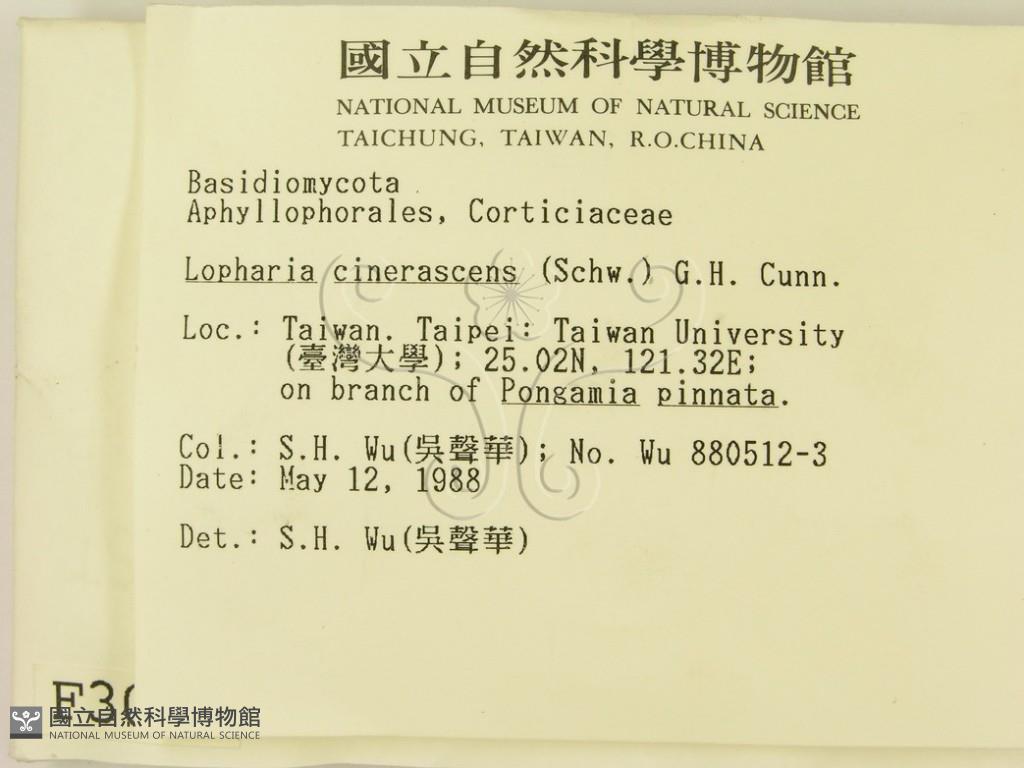 國立自然科學博物館
NATIONAL MUSEUM OF NATURAL SCIENCE
TAICHUNG, TAIWAN, R.O.CHINA
Basidiomycota
Aphyllophorales, Corticiaceae
Lopharia cinerascens (Schw.) G.H. Cunn.
Loc.: Taiwan. Taipei: Taiwan University
(臺灣大學); 25.02N, 121.32E;
on branch of Pongamia pinnata.
Col.: S.H. Wu(吳聲華); No. Wu 880512-3
Date: May 12, 1988
Det.: S.H. Wu(吳聲華)
國立自然科學博物館
NATIONAL MUSEUM OF NATURAL SCIENCE